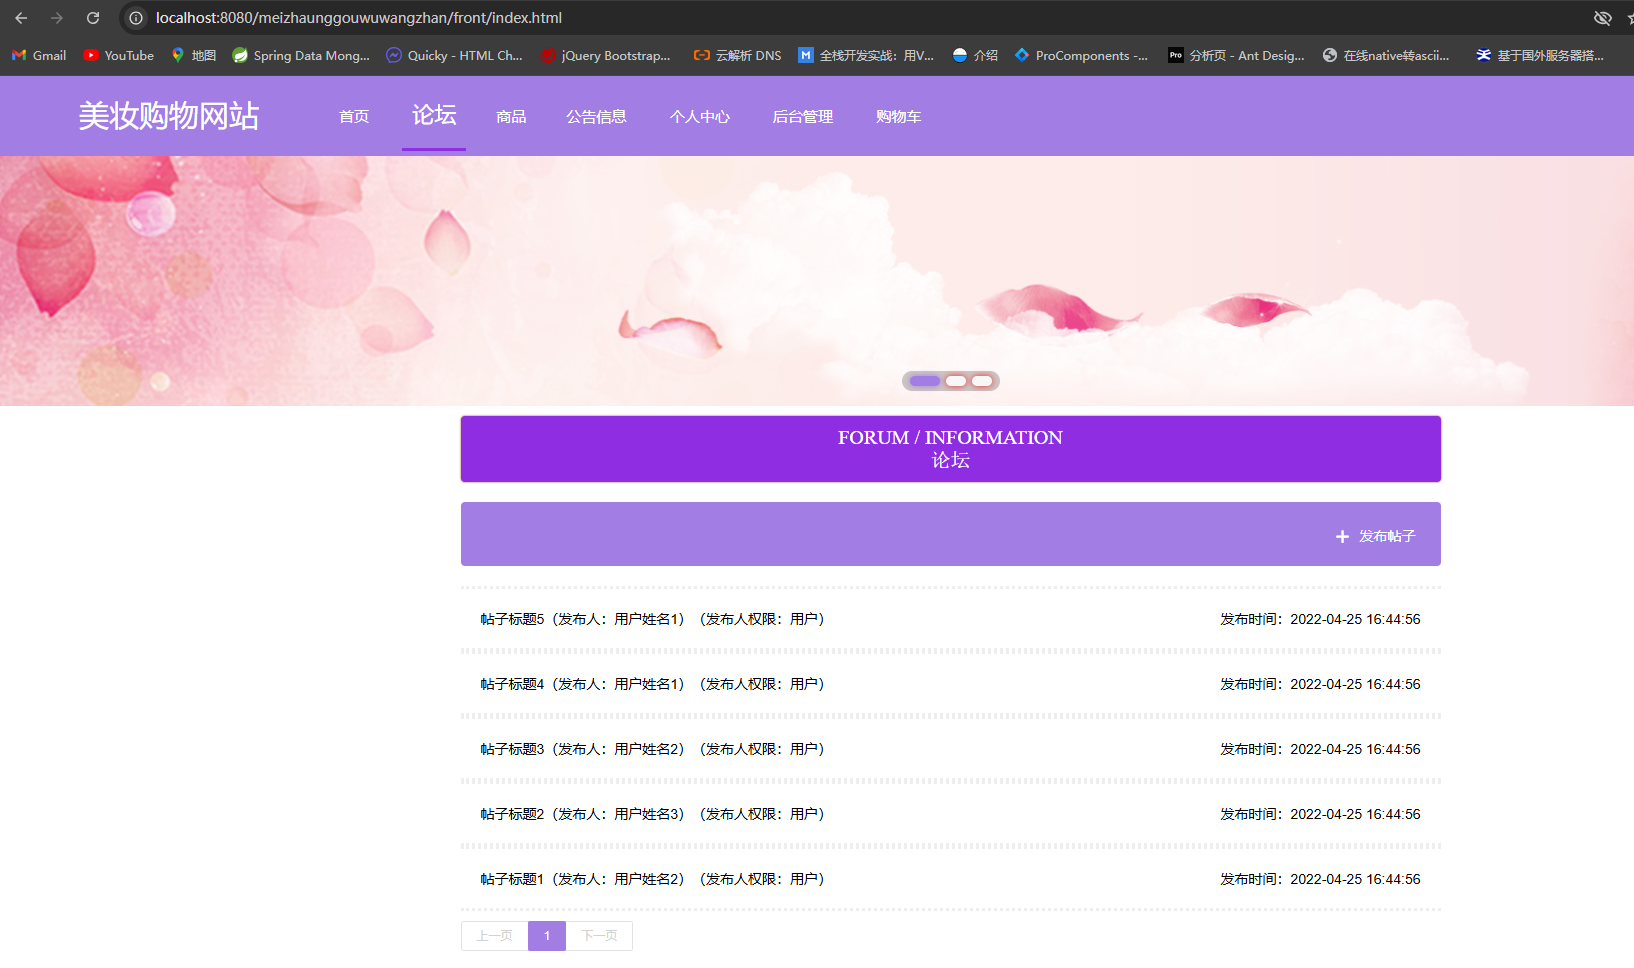 localhost:8080/meizhaunggouwuwangzhan/front/index.html
Gmail YouTube 地图 Spring Data Mong... Quicky - HTML Ch... jQuery Bootstrap... 云解析 DNS 全栈开发实战：用V... 介绍 ProComponents -... Pro 分析页 - Ant Desig... 在线native转ascii... 基于国外服务器搭...
美妆购物网站 首页 论坛 商品 公告信息 个人中心 后台管理 购物车
FORUM / INFORMATION
论坛
发布帖子
帖子标题5（发布人：用户姓名1）（发布人权限：用户） 发布时间：2022-04-25 16:44:56
帖子标题4（发布人：用户姓名1）（发布人权限：用户） 发布时间：2022-04-25 16:44:56
帖子标题3（发布人：用户姓名2）（发布人权限：用户） 发布时间：2022-04-25 16:44:56
帖子标题2（发布人：用户姓名3）（发布人权限：用户） 发布时间：2022-04-25 16:44:56
帖子标题1（发布人：用户姓名2）（发布人权限：用户） 发布时间：2022-04-25 16:44:56
上一页 1 下一页